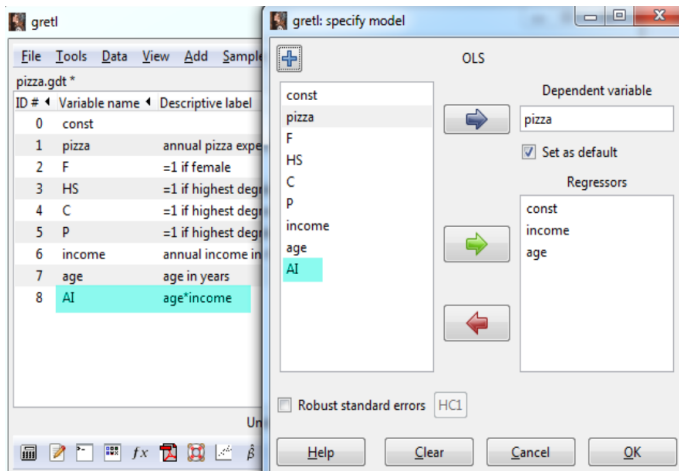 gretl
File Tools Data View Add Sample
pizza.gdt *
ID # Variable name Descriptive label
0 const
1 pizza annual pizza expe
2 F =1 if female
3 HS =1 if highest degr
4 C =1 if highest degr
5 P =1 if highest degr
6 income annual income in
7 age age in years
8 AI age*income
Un
fx β̂
gretl: specify model
OLS
const
pizza
F
HS
C
P
income
age
AI
Dependent variable
pizza
Set as default
Regressors
const
income
age
Robust standard errors HC1
Help Clear Cancel OK